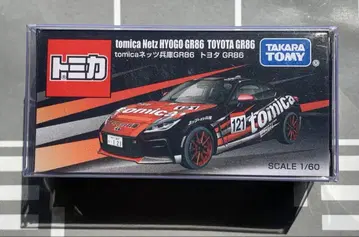 トミカ
tomica Netz HYOGO GR86 TOYOTA GR86
tomicaネッツ兵庫GR86 トヨタ GR86
TAKARA
TOMY
121
tomica
SCALE 1/60